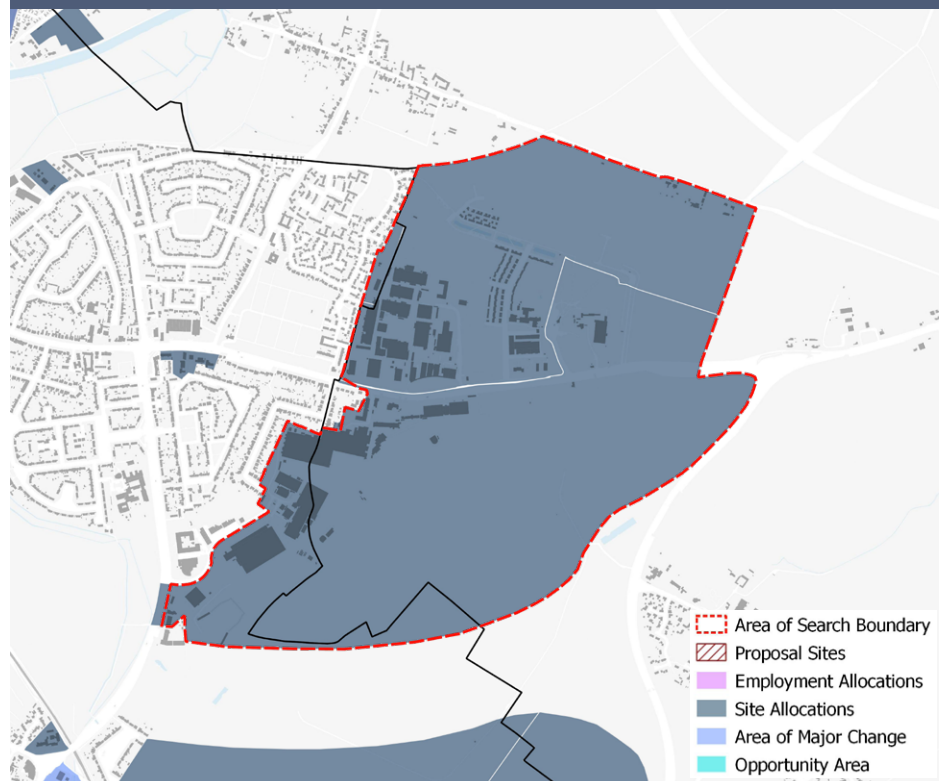 Area of Search Boundary
Proposal Sites
Employment Allocations
Site Allocations
Area of Major Change
Opportunity Area